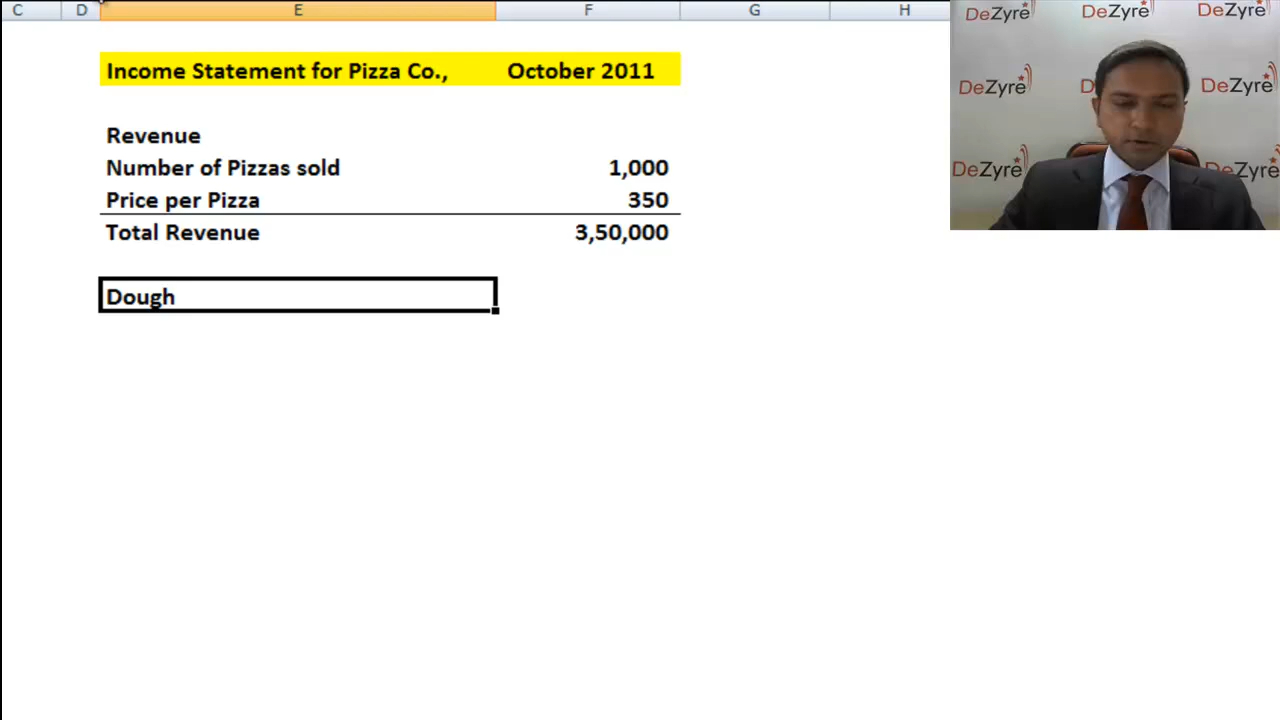 C D E F G H
Income Statement for Pizza Co., October 2011
Revenue
Number of Pizzas sold 1,000
Price per Pizza 350
Total Revenue 3,50,000
Dough
DeZyre DeZyre DeZyre
DeZyre D DeZyre
DeZyre DeZyre